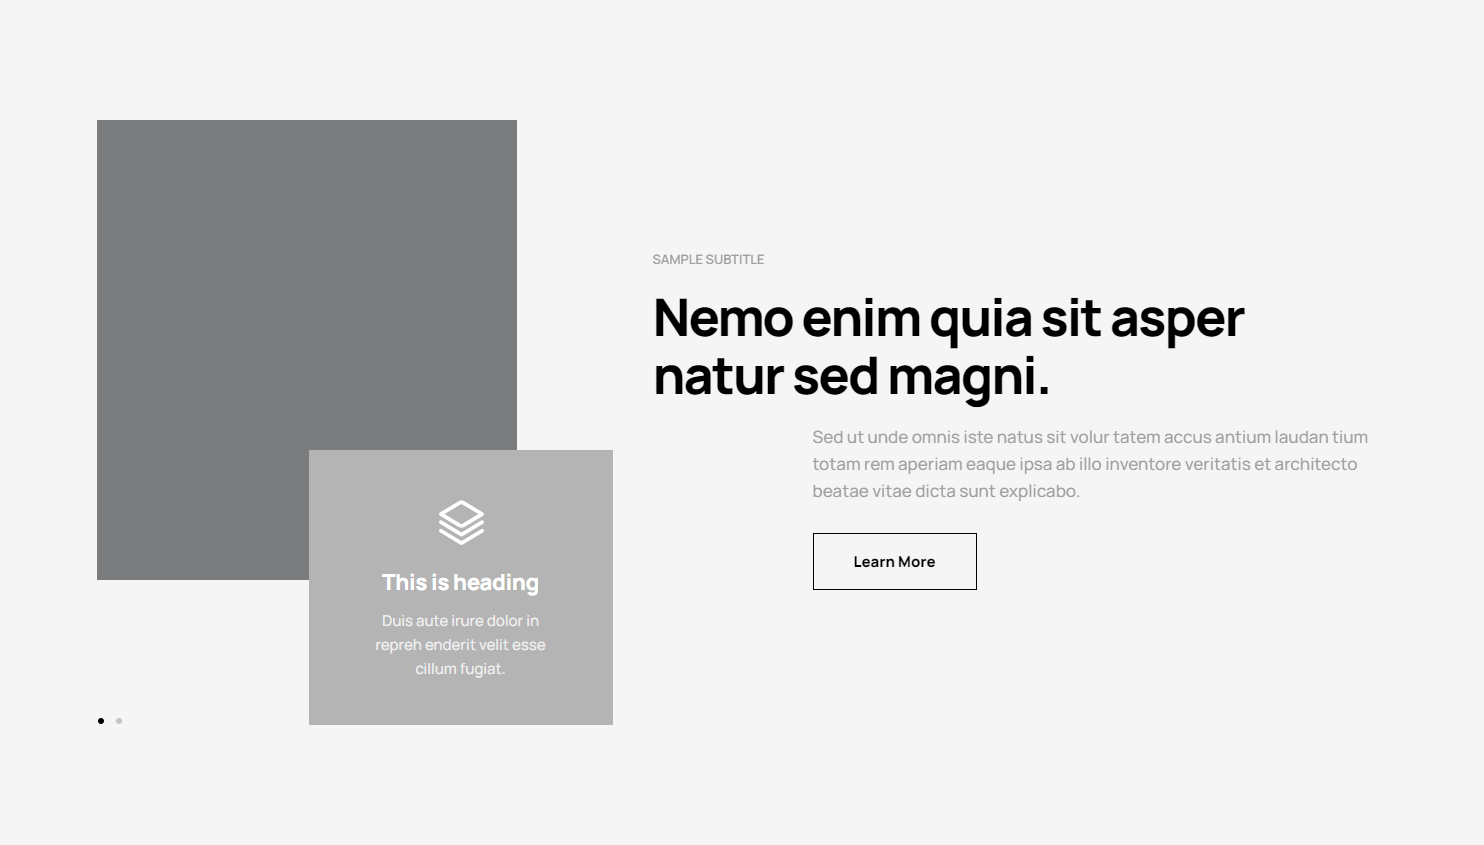 SAMPLE SUBTITLE
Nemo enim quia sit asper
natur sed magni.
Sed ut unde omnis iste natus sit volur tatem accus antium laudan tium
totam rem aperiam eaque ipsa ab illo inventore veritatis et architecto
beatae vitae dicta sunt explicabo.
Learn More
This is heading
Duis aute irure dolor in
repreh enderit velit esse
cillum fugiat.